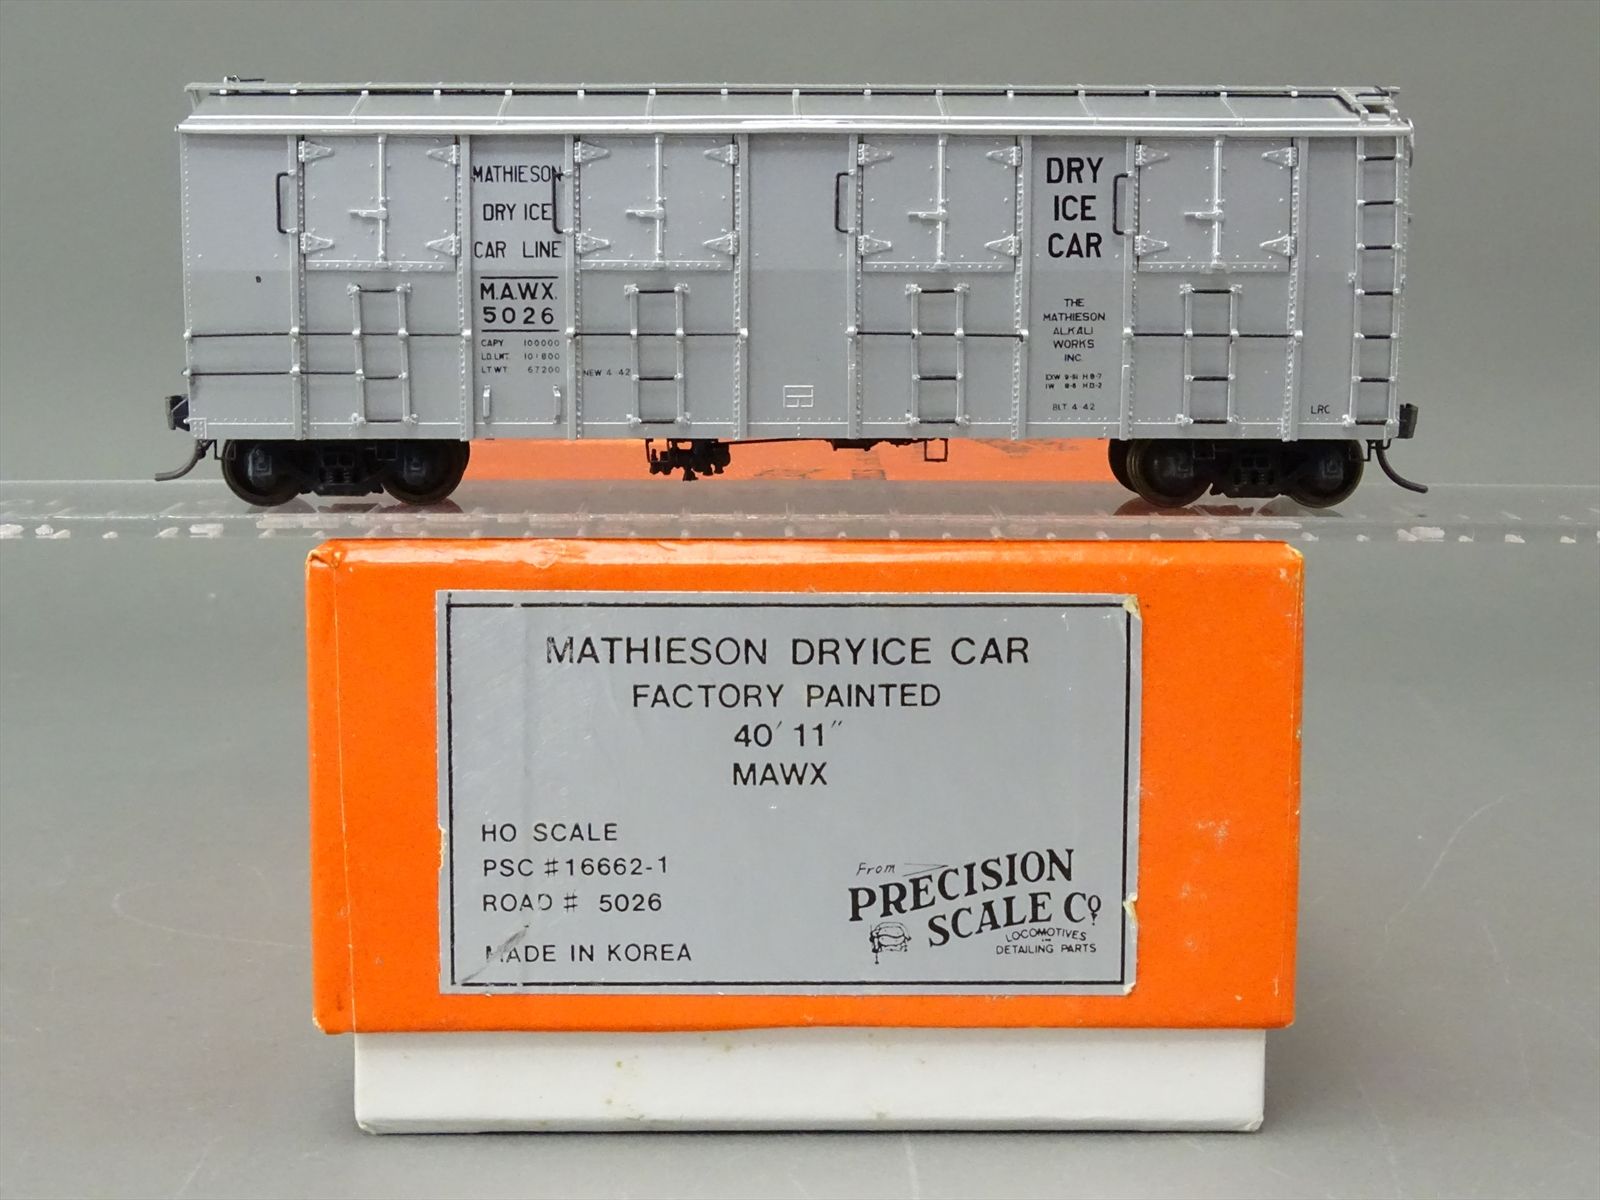 MATHIESON
DRY ICE
CAR LINE
M.A.W.X.
5026
CAPY 100000
LD.LMT. 101800
LT WT 67200
NEW 4-42
DRY
ICE
CAR
THE
MATHIESON
ALKALI
WORKS
INC.
BLT 4-42
LRC
B
MATHIESON DRYICE CAR
FACTORY PAINTED
40' 11"
MAWX
HO SCALE
PSC #16662-1
ROAD # 5026
MADE IN KOREA
From
PRECISION
SCALE Co.
LOCOMOTIVES
DETAILING PARTS